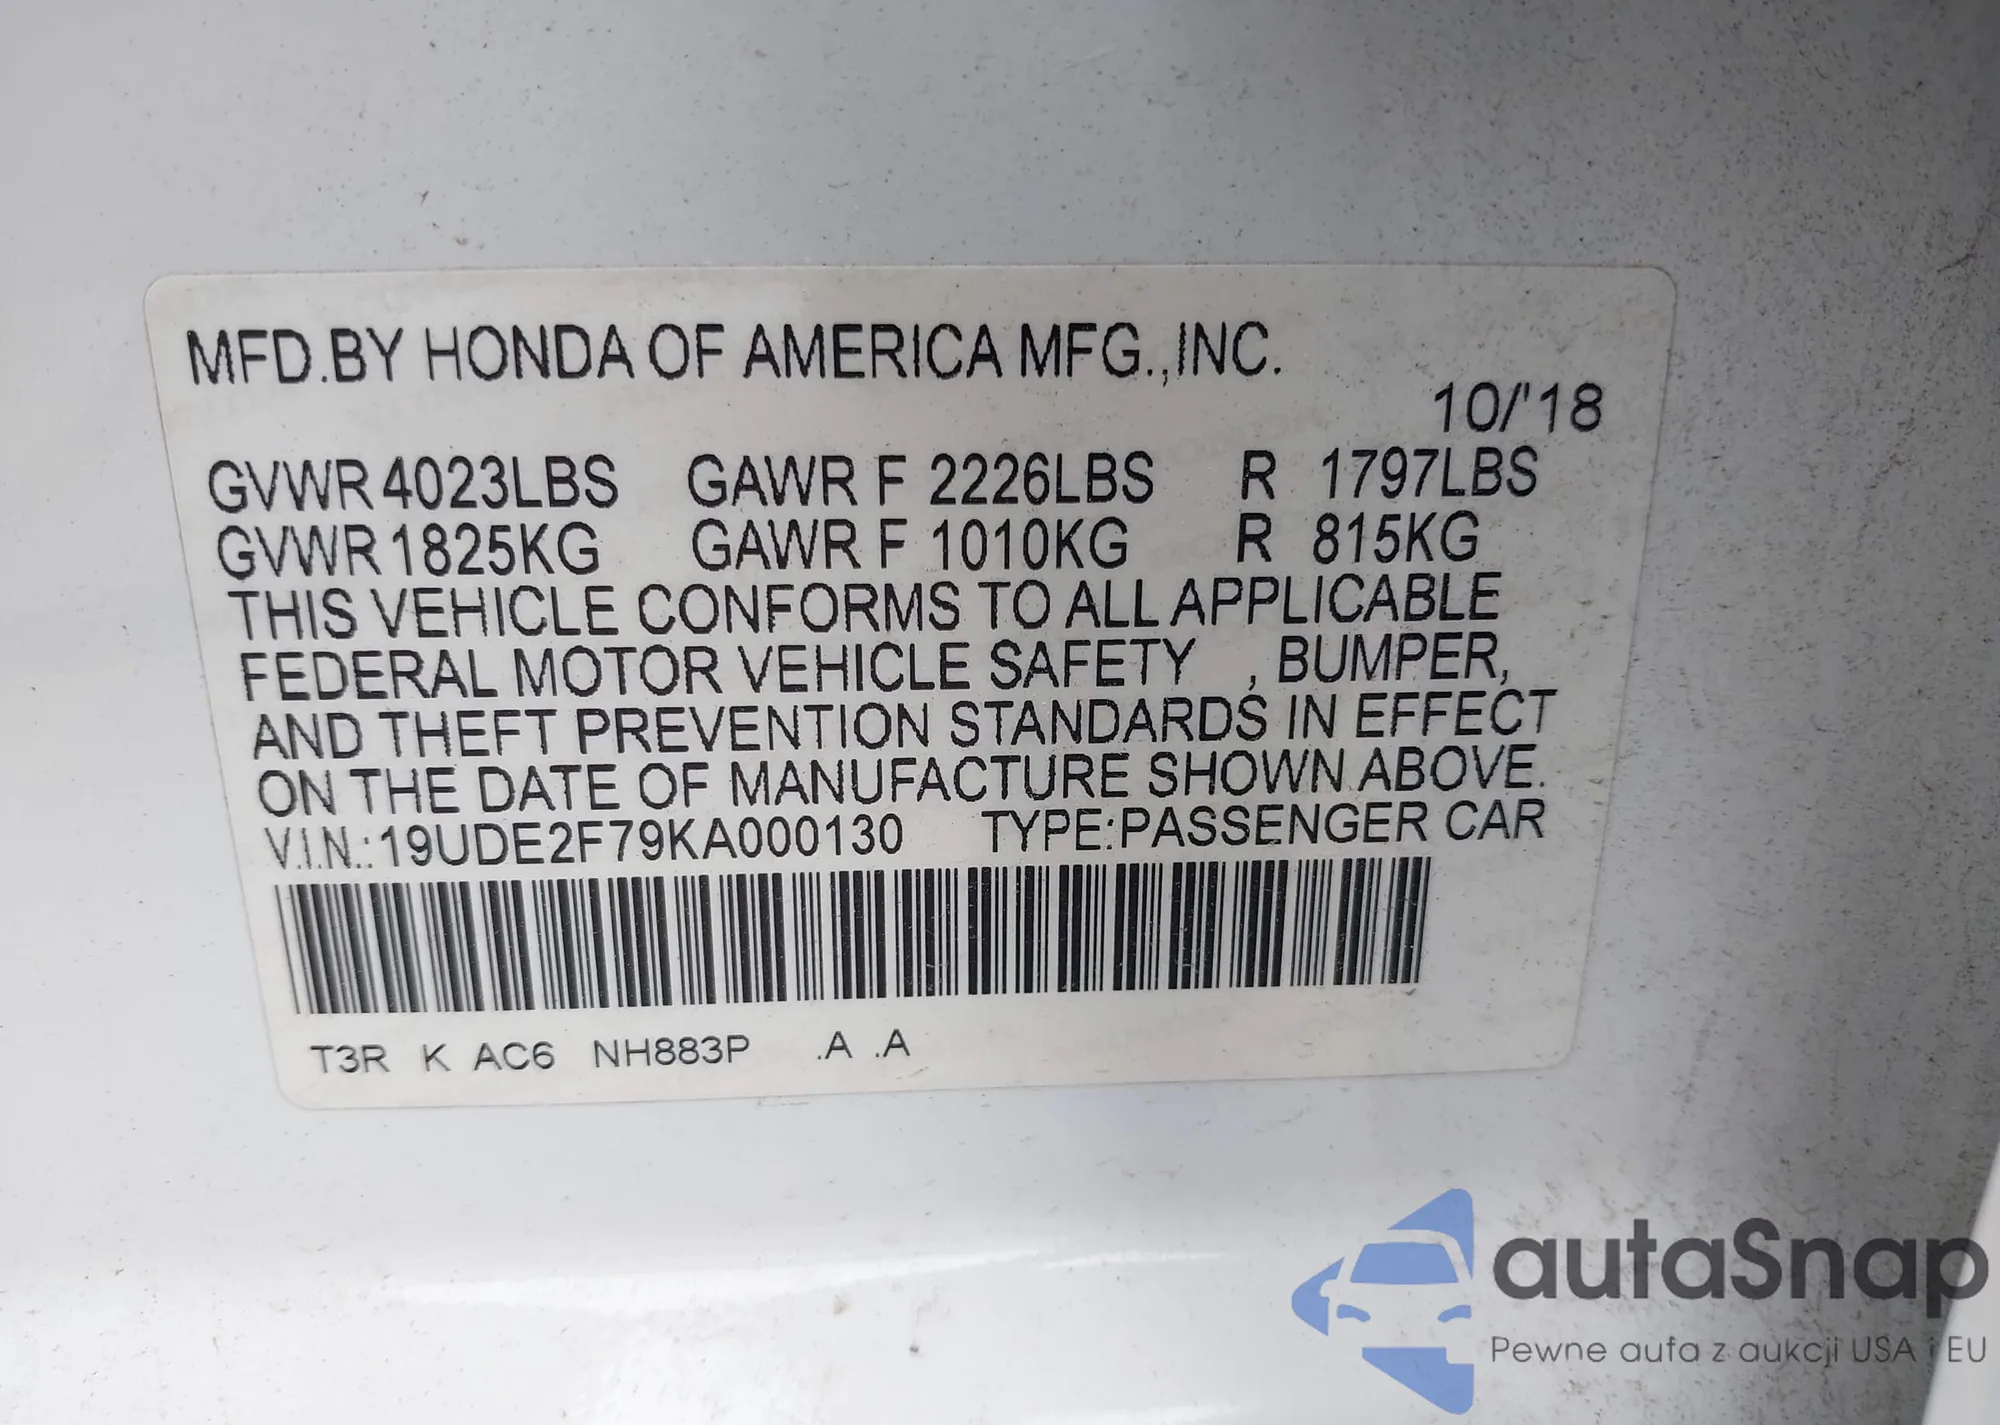 MFD.BY HONDA OF AMERICA MFG.,INC.
10/'18
GVWR 4023LBS GAWR F 2226LBS R 1797LBS
GVWR 1825KG GAWR F 1010KG R 815KG
THIS VEHICLE CONFORMS TO ALL APPLICABLE
FEDERAL MOTOR VEHICLE SAFETY , BUMPER,
AND THEFT PREVENTION STANDARDS IN EFFECT
ON THE DATE OF MANUFACTURE SHOWN ABOVE.
V.I.N.:19UDE2F79KA000130 TYPE:PASSENGER CAR
T3R K AC6 NH883P .A .A
autaSnap
Pewne auta z aukcji USA i EU